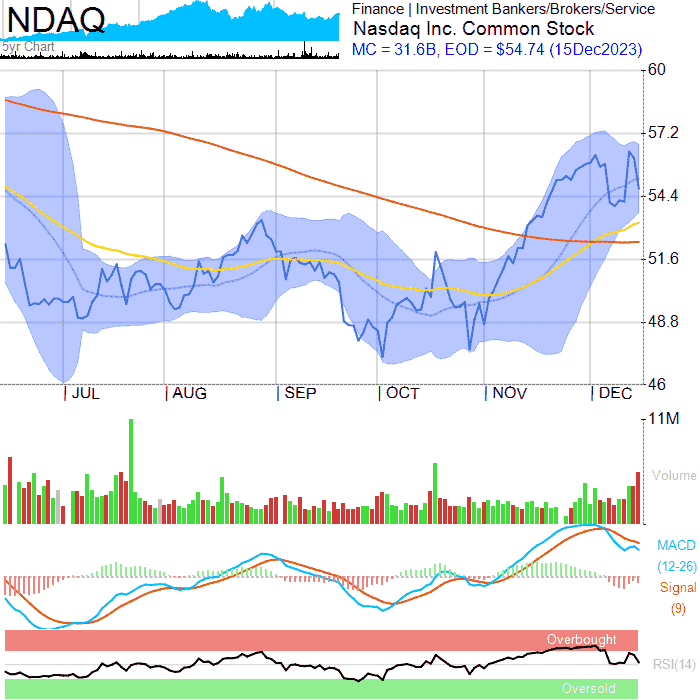 NDAQ
5yr Chart
Finance | Investment Bankers/Brokers/Service
Nasdaq Inc. Common Stock
MC = 31.6B, EOD = $54.74 (15Dec2023)
60
57.2
54.4
51.6
48.8
46
JUL AUG SEP OCT NOV DEC
11M
Volume
MACD
(12-26)
Signal
(9)
Overbought
RSI(14)
Oversold